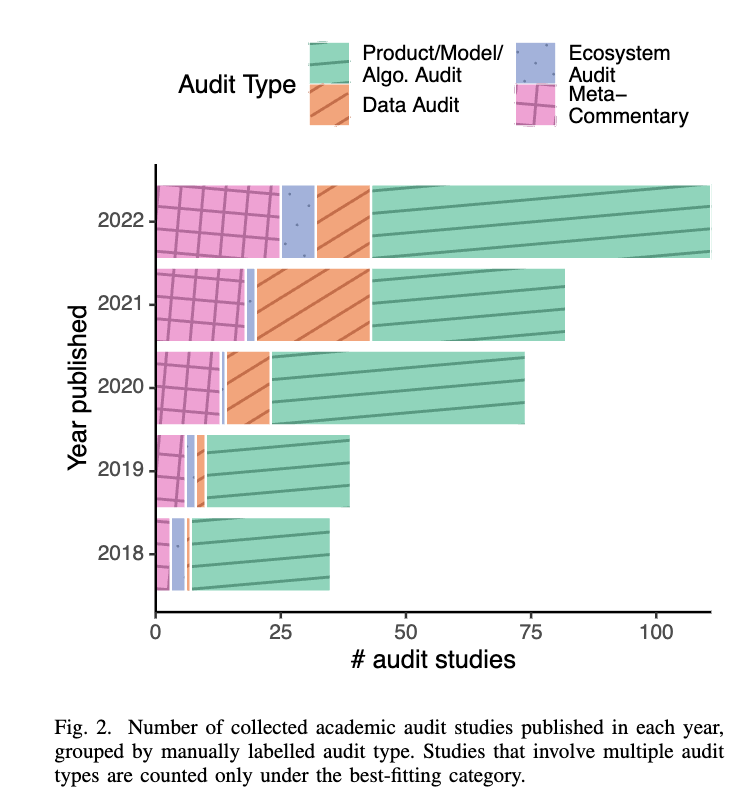 Audit Type
Product/Model/
Algo. Audit
Data Audit
Ecosystem
Audit
Meta−
Commentary
Year published
2022
2021
2020
2019
2018
0 25 50 75 100
# audit studies
Fig. 2. Number of collected academic audit studies published in each year,
grouped by manually labelled audit type. Studies that involve multiple audit
types are counted only under the best-fitting category.